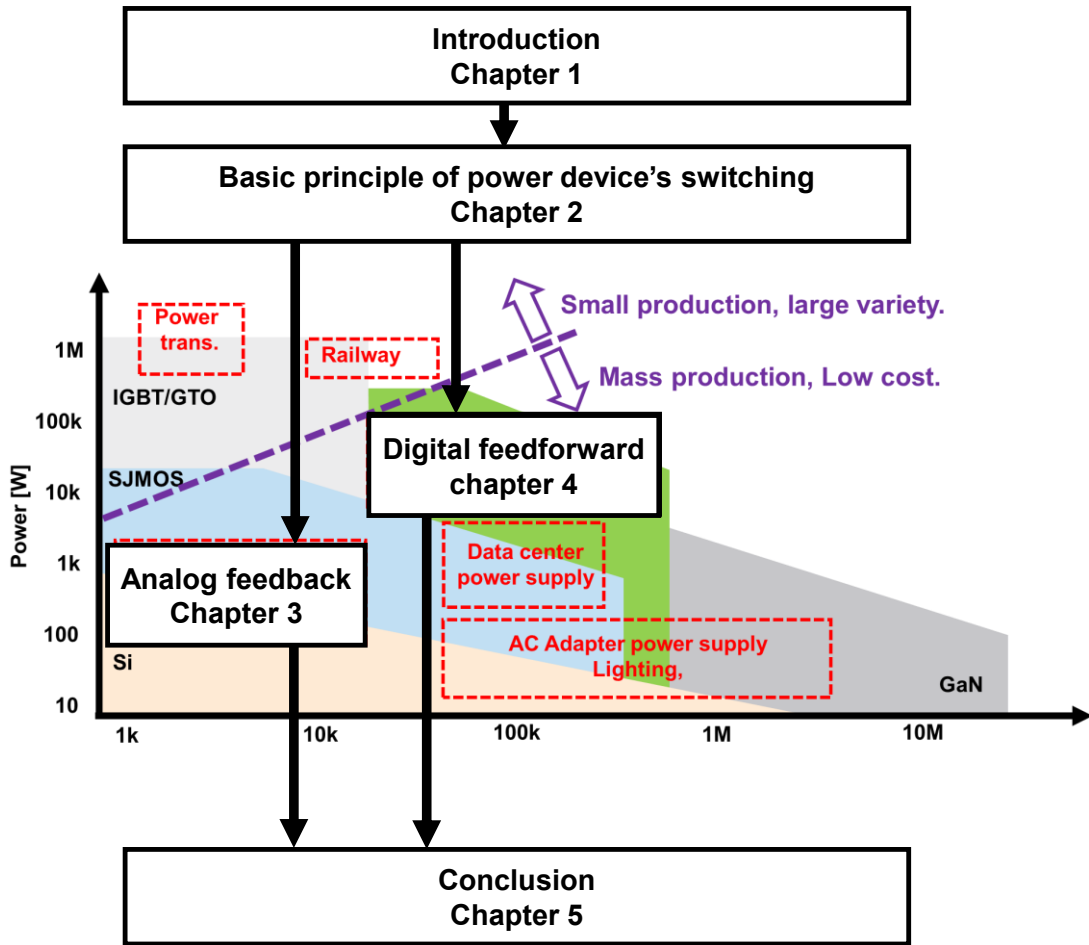 Introduction
Chapter 1
Basic principle of power device's switching
Chapter 2
Small production, large variety.
Power
trans.
Railway
Mass production, Low cost.
1M
IGBT/GTO
100k
Digital feedforward
chapter 4
SJMOS
10k
Power [W]
Data center
power supply
1k
Analog feedback
Chapter 3
100
AC Adapter power supply
Lighting,
Si
GaN
10
1k
10k
100k
1M
10M
Conclusion
Chapter 5